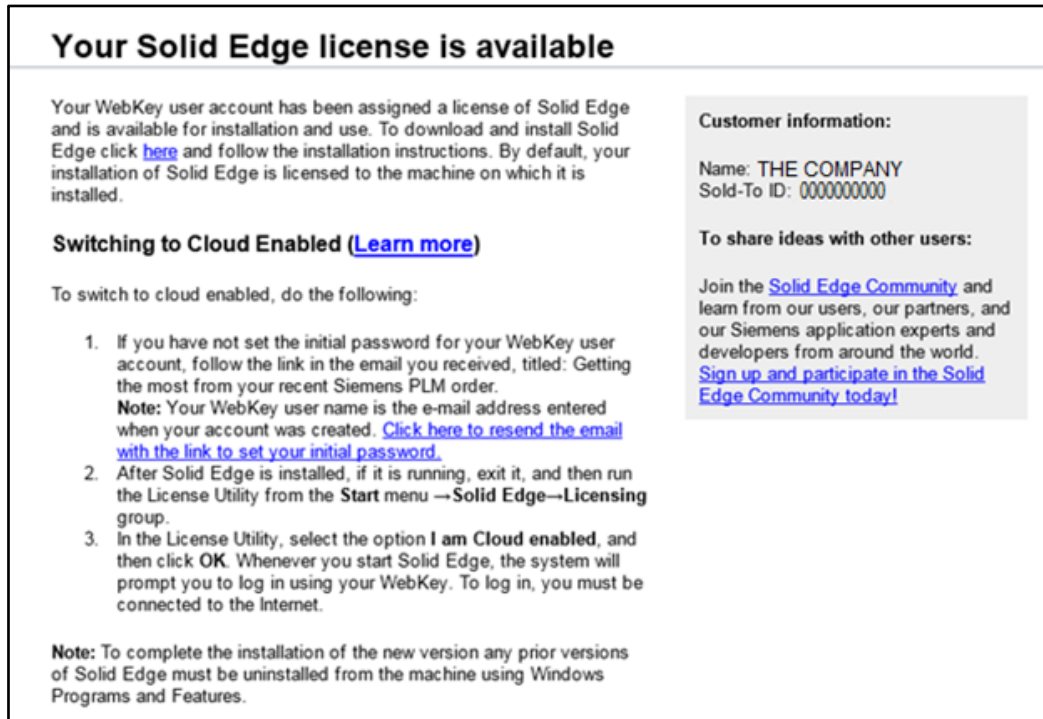 Your Solid Edge license is available
Your WebKey user account has been assigned a license of Solid Edge
and is available for installation and use. To download and install Solid
Edge click here and follow the installation instructions. By default, your
installation of Solid Edge is licensed to the machine on which it is
installed.
Switching to Cloud Enabled (Learn more)
To switch to cloud enabled, do the following:
1. If you have not set the initial password for your WebKey user
account, follow the link in the email you received, titled: Getting
the most from your recent Siemens PLM order.
Note: Your WebKey user name is the e-mail address entered
when your account was created. Click here to resend the email
with the link to set your initial password.
2. After Solid Edge is installed, if it is running, exit it, and then run
the License Utility from the Start menu →Solid Edge→Licensing
group.
3. In the License Utility, select the option I am Cloud enabled, and
then click OK. Whenever you start Solid Edge, the system will
prompt you to log in using your WebKey. To log in, you must be
connected to the Internet.
Note: To complete the installation of the new version any prior versions
of Solid Edge must be uninstalled from the machine using Windows
Programs and Features.
Customer information:
Name: THE COMPANY
Sold-To ID: 0000000000
To share ideas with other users:
Join the Solid Edge Community and
learn from our users, our partners, and
our Siemens application experts and
developers from around the world.
Sign up and participate in the Solid
Edge Community today!